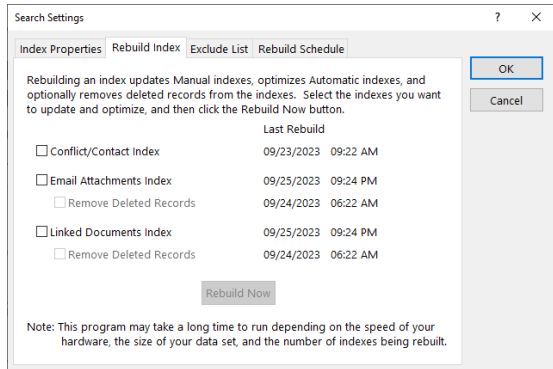 Search Settings ? ×
Index Properties Rebuild Index Exclude List Rebuild Schedule
OK
Cancel
Rebuilding an index updates Manual indexes, optimizes Automatic indexes, and
optionally removes deleted records from the indexes. Select the indexes you want
to update and optimize, and then click the Rebuild Now button.
Last Rebuild
Conflict/Contact Index 09/23/2023 09:22 AM
Email Attachments Index 09/25/2023 09:24 PM
Remove Deleted Records 09/24/2023 06:22 AM
Linked Documents Index 09/25/2023 09:24 PM
Remove Deleted Records 09/24/2023 06:22 AM
Rebuild Now
Note: This program may take a long time to run depending on the speed of your
hardware, the size of your data set, and the number of indexes being rebuilt.